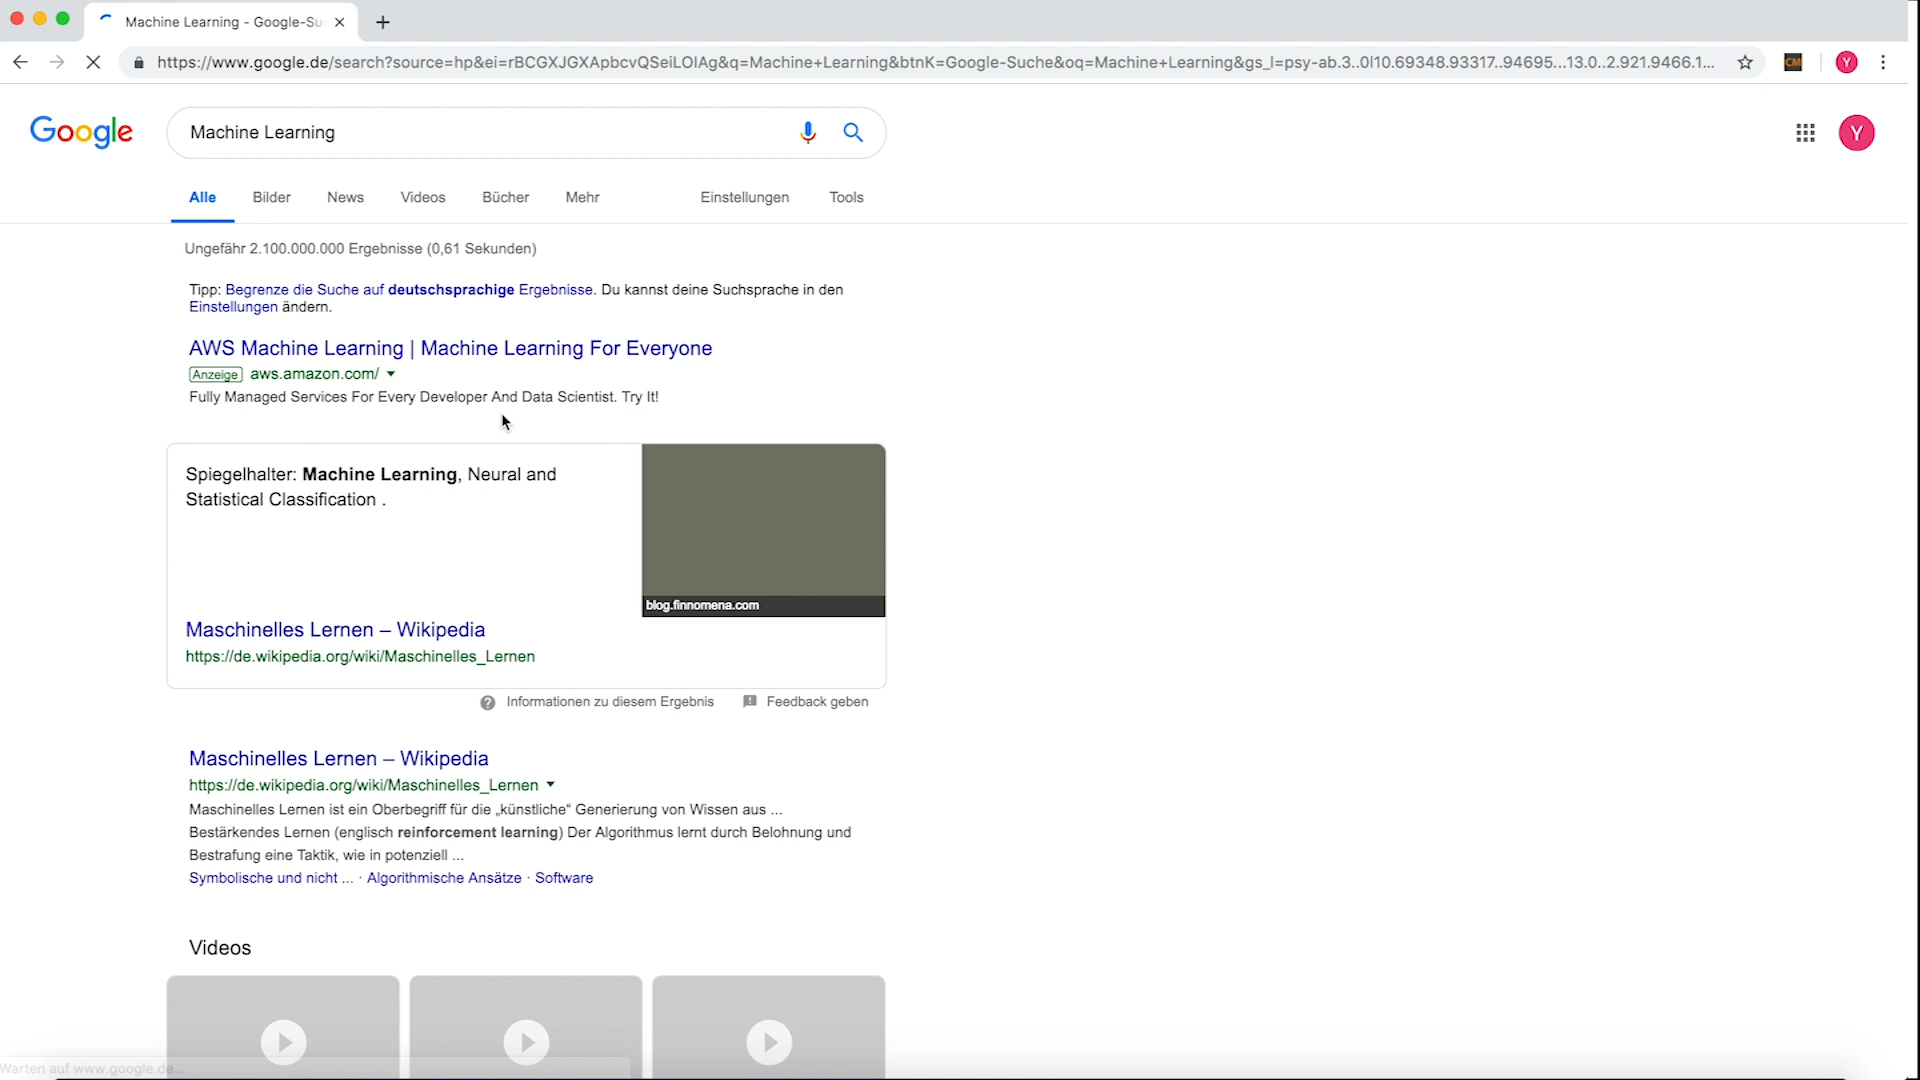 Machine Learning - Google-Su
https://www.google.de/search?source=hp&ei=rBCGXJGXApbcvQSeiLOIAg&q=Machine+Learning&btnK=Google-Suche&oq=Machine+Learning&gs_l=psy-ab.3..0l10.69348.93317..94695...13.0..2.921.9466.1...
CM
Y
Google
Machine Learning
Y
Alle
Bilder
News
Videos
Bücher
Mehr
Einstellungen
Tools
Ungefähr 2.100.000.000 Ergebnisse (0,61 Sekunden)
Tipp: Begrenze die Suche auf deutschsprachige Ergebnisse. Du kannst deine Suchsprache in den
Einstellungen ändern.
AWS Machine Learning | Machine Learning For Everyone
Anzeige aws.amazon.com/
Fully Managed Services For Every Developer And Data Scientist. Try It!
Spiegelhalter: Machine Learning, Neural and
Statistical Classification .
blog.finnomena.com
Maschinelles Lernen – Wikipedia
https://de.wikipedia.org/wiki/Maschinelles_Lernen
Informationen zu diesem Ergebnis
Feedback geben
Maschinelles Lernen – Wikipedia
https://de.wikipedia.org/wiki/Maschinelles_Lernen
Maschinelles Lernen ist ein Oberbegriff für die „künstliche“ Generierung von Wissen aus ...
Bestärkendes Lernen (englisch reinforcement learning) Der Algorithmus lernt durch Belohnung und
Bestrafung eine Taktik, wie in potenziell ...
Symbolische und nicht ... · Algorithmische Ansätze · Software
Videos
Warten auf www.google.de...